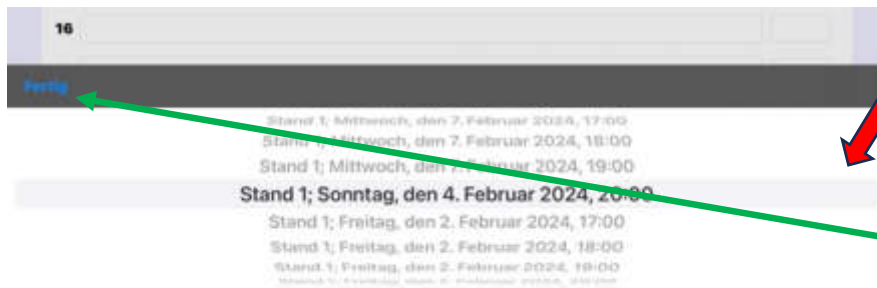 16
Fertig
Stand 1; Mittwoch, den 7. Februar 2024, 17:00
Stand 1; Mittwoch, den 7. Februar 2024, 18:00
Stand 1; Mittwoch, den 7. Februar 2024, 19:00
Stand 1; Sonntag, den 4. Februar 2024, 20:00
Stand 1; Freitag, den 2. Februar 2024, 17:00
Stand 1; Freitag, den 2. Februar 2024, 18:00
Stand 1; Freitag, den 2. Februar 2024, 19:00